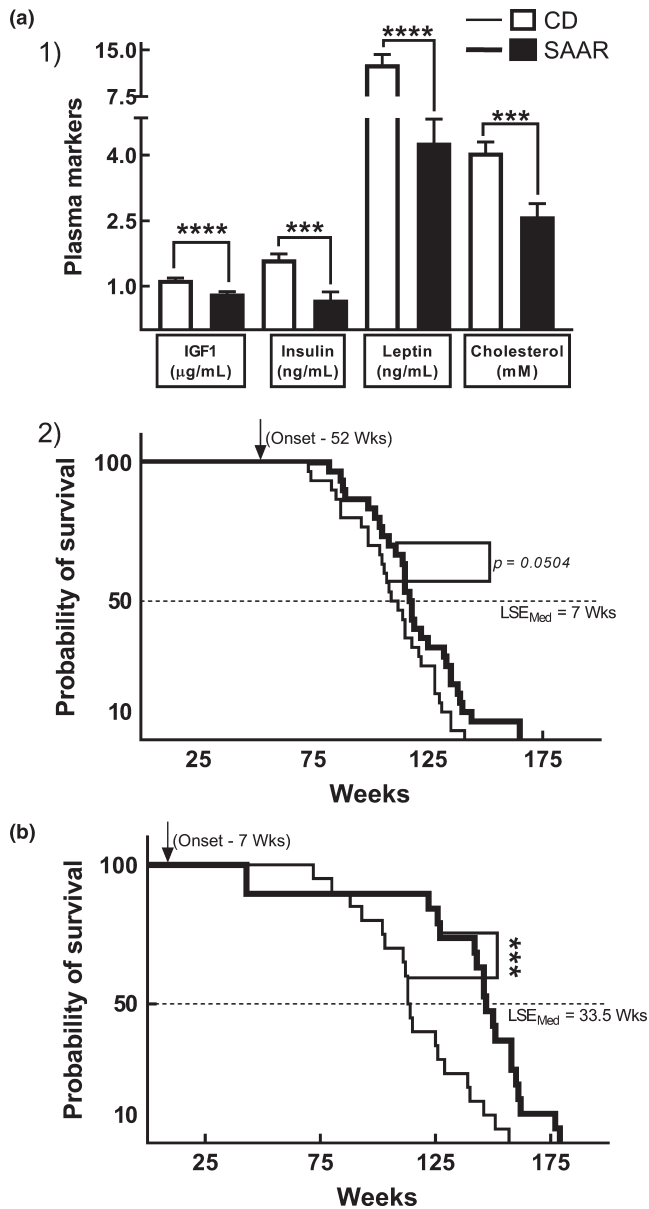 (a)
1)
CD
SAAR
Plasma markers
15.0
7.5
4.0
2.5
1.0
****
***
****
***
IGF1
(μg/mL)
Insulin
(ng/mL)
Leptin
(ng/mL)
Cholesterol
(mM)
2)
(Onset - 52 Wks)
Probability of survival
100
50
10
p = 0.0504
LSEMed = 7 Wks
25 75 125 175
Weeks
(b)
(Onset - 7 Wks)
Probability of survival
100
50
10
***
LSEMed = 33.5 Wks
25 75 125 175
Weeks